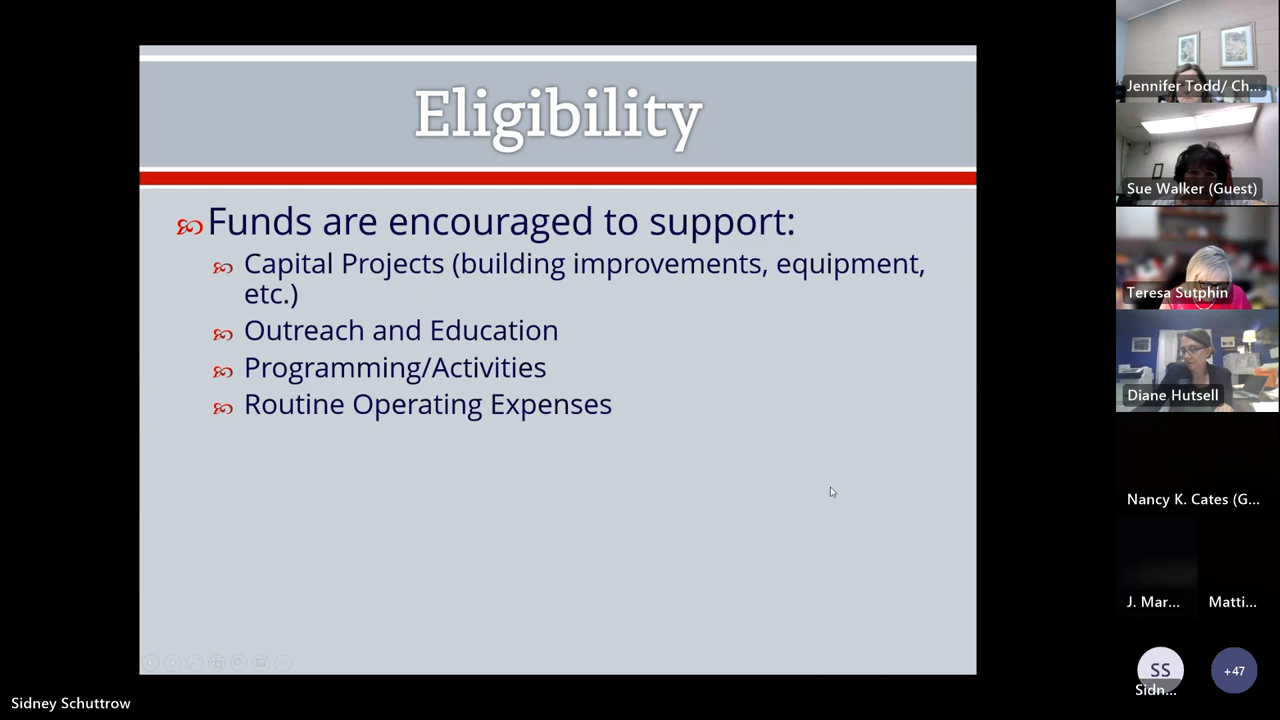 Eligibility
Funds are encouraged to support:
Capital Projects (building improvements, equipment,
etc.)
Outreach and Education
Programming/Activities
Routine Operating Expenses
Jennifer Todd/ Ch...
Sue Walker (Guest)
Teresa Sutphin
Diane Hutsell
Nancy K. Cates (G...
J. Mar...
Matti...
SS
Sidn...
+47
Sidney Schuttrow